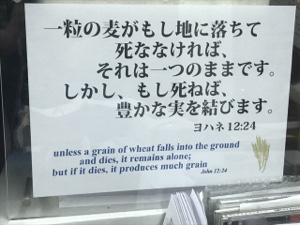 一粒の麦がもし地に落ちて
死ななければ、
それは一つのままです。
しかし、もし死ねば、
豊かな実を結びます。
ヨハネ 12:24
unless a grain of wheat falls into the ground
and dies, it remains alone;
but if it dies, it produces much grain
John 12:24